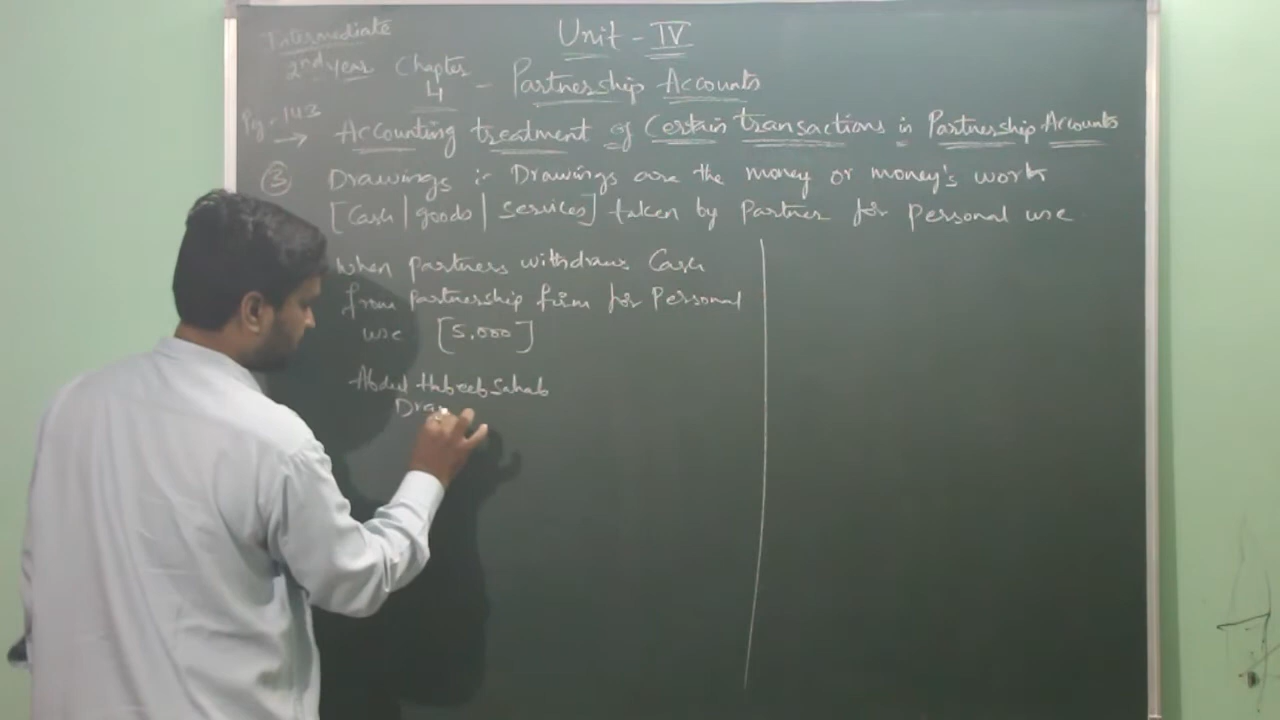 Intermediate
2nd year
Unit - IV
Chapter 4 - Partnership Accounts
Pg - 143
→ Accounting treatment of Certain transactions in Partnership Accounts
③ Drawings :- Drawings are the money or money's work
[Cash | goods | services] taken by Partner for Personal use
When partners withdraws Cash
from partnership firm for Personal
use [5,000]
Abdul Habeeb Sahab
Dra